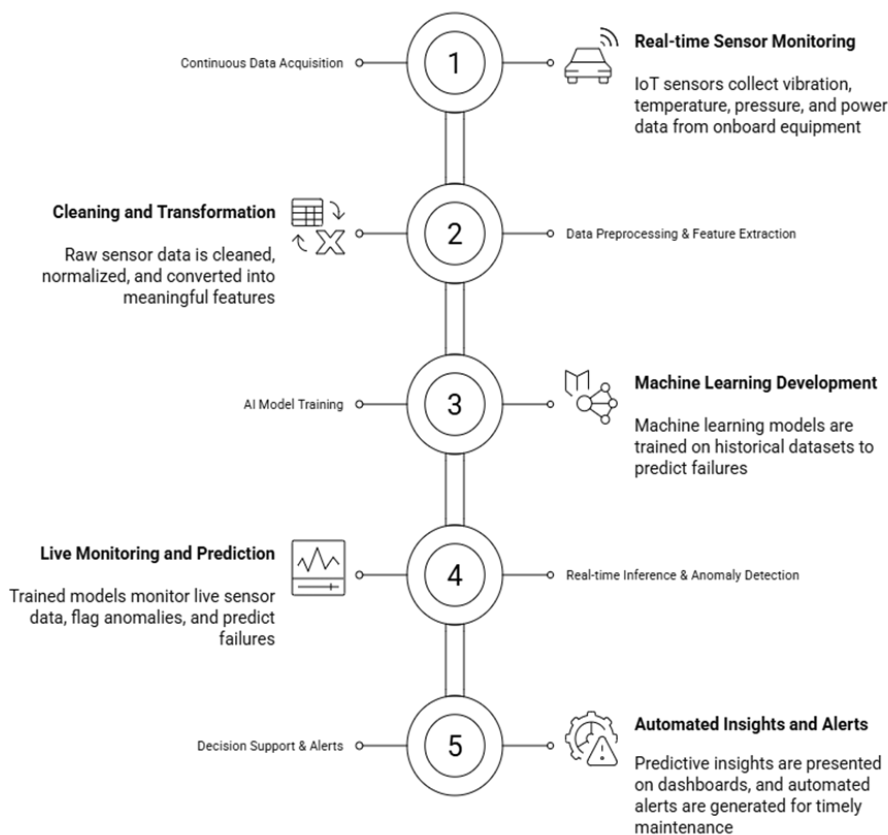 Continuous Data Acquisition
1
Real-time Sensor Monitoring
IoT sensors collect vibration,
temperature, pressure, and power
data from onboard equipment
Cleaning and Transformation
Raw sensor data is cleaned,
normalized, and converted into
meaningful features
2
Data Preprocessing & Feature Extraction
AI Model Training
3
Machine Learning Development
Machine learning models are
trained on historical datasets to
predict failures
Live Monitoring and Prediction
Trained models monitor live sensor
data, flag anomalies, and predict
failures
4
Real-time Inference & Anomaly Detection
Decision Support & Alerts
5
Automated Insights and Alerts
Predictive insights are presented
on dashboards, and automated
alerts are generated for timely
maintenance